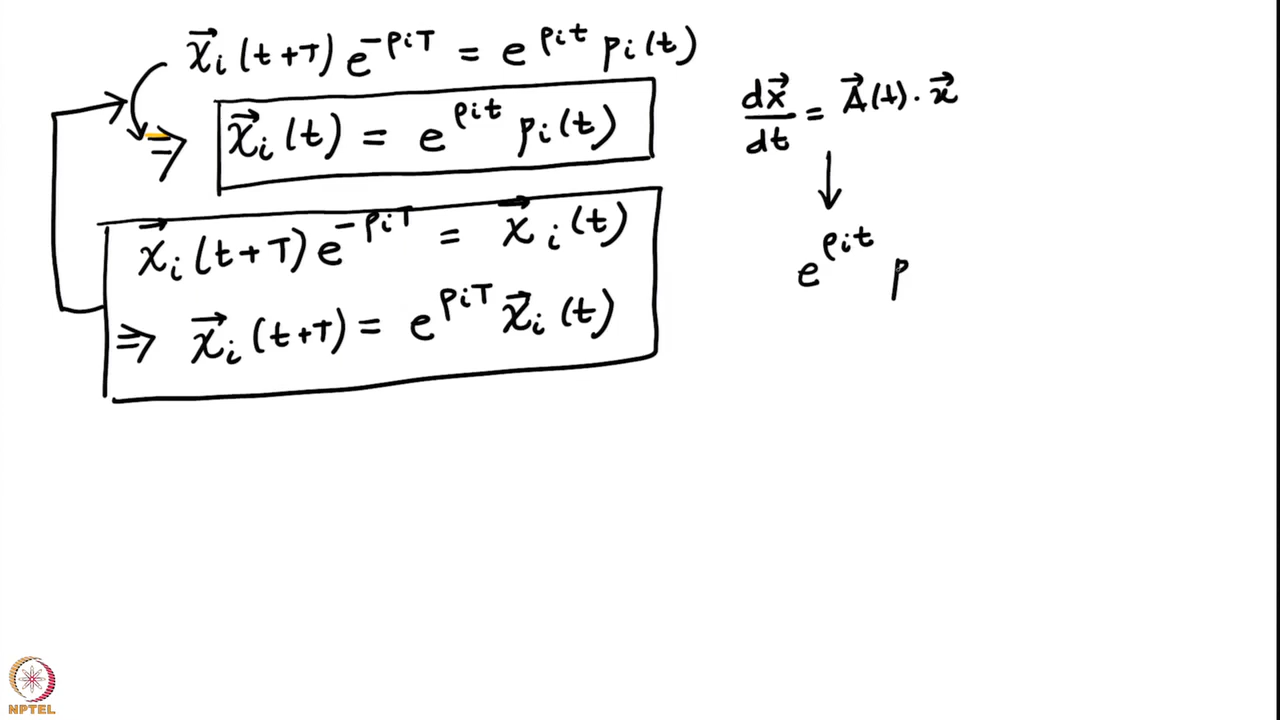 x⃗ᵢ(t+T) e^{-ρᵢT} = e^{ρᵢt} pᵢ(t)
⇒ x⃗ᵢ(t) = e^{ρᵢt} pᵢ(t)
x⃗ᵢ(t+T) e^{-ρᵢT} = x⃗ᵢ(t)
⇒ x⃗ᵢ(t+T) = e^{ρᵢT} x⃗ᵢ(t)
dx⃗/dt = A⃗(t)·x⃗
↓
e^{ρᵢt} p
NPTEL